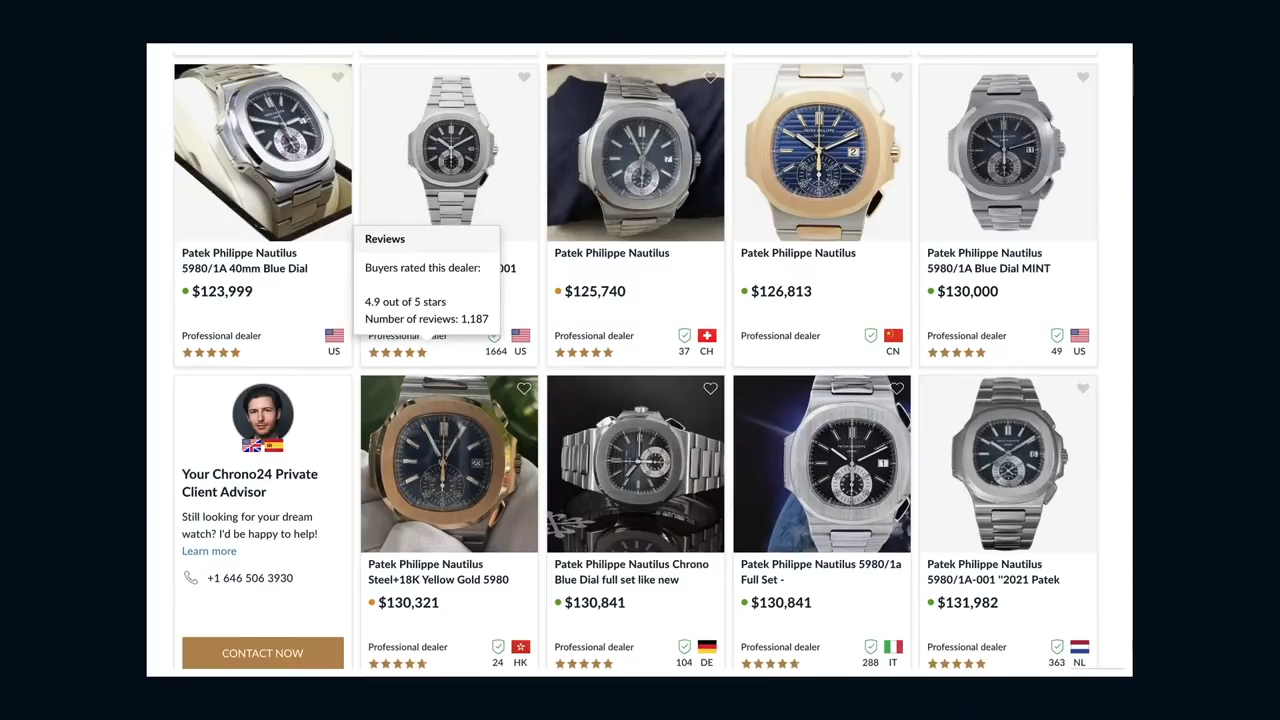 Patek Philippe Nautilus
5980/1A 40mm Blue Dial
$123,999
Professional dealer
US
Reviews
Buyers rated this dealer:
4.9 out of 5 stars
Number of reviews: 1,187
001
Professional dealer
1664 US
Patek Philippe Nautilus
$125,740
Professional dealer
37 CH
Patek Philippe Nautilus
$126,813
Professional dealer
CN
Patek Philippe Nautilus
5980/1A Blue Dial MINT
$130,000
Professional dealer
49 US
Your Chrono24 Private
Client Advisor
Still looking for your dream
watch? I'd be happy to help!
Learn more
+1 646 506 3930
CONTACT NOW
Patek Philippe Nautilus
Steel+18K Yellow Gold 5980
$130,321
Professional dealer
24 HK
Patek Philippe Nautilus Chrono
Blue Dial full set like new
$130,841
Professional dealer
104 DE
Patek Philippe Nautilus 5980/1a
Full Set -
$130,841
Professional dealer
288 IT
Patek Philippe Nautilus
5980/1A-001 "2021 Patek
$131,982
Professional dealer
363 NL